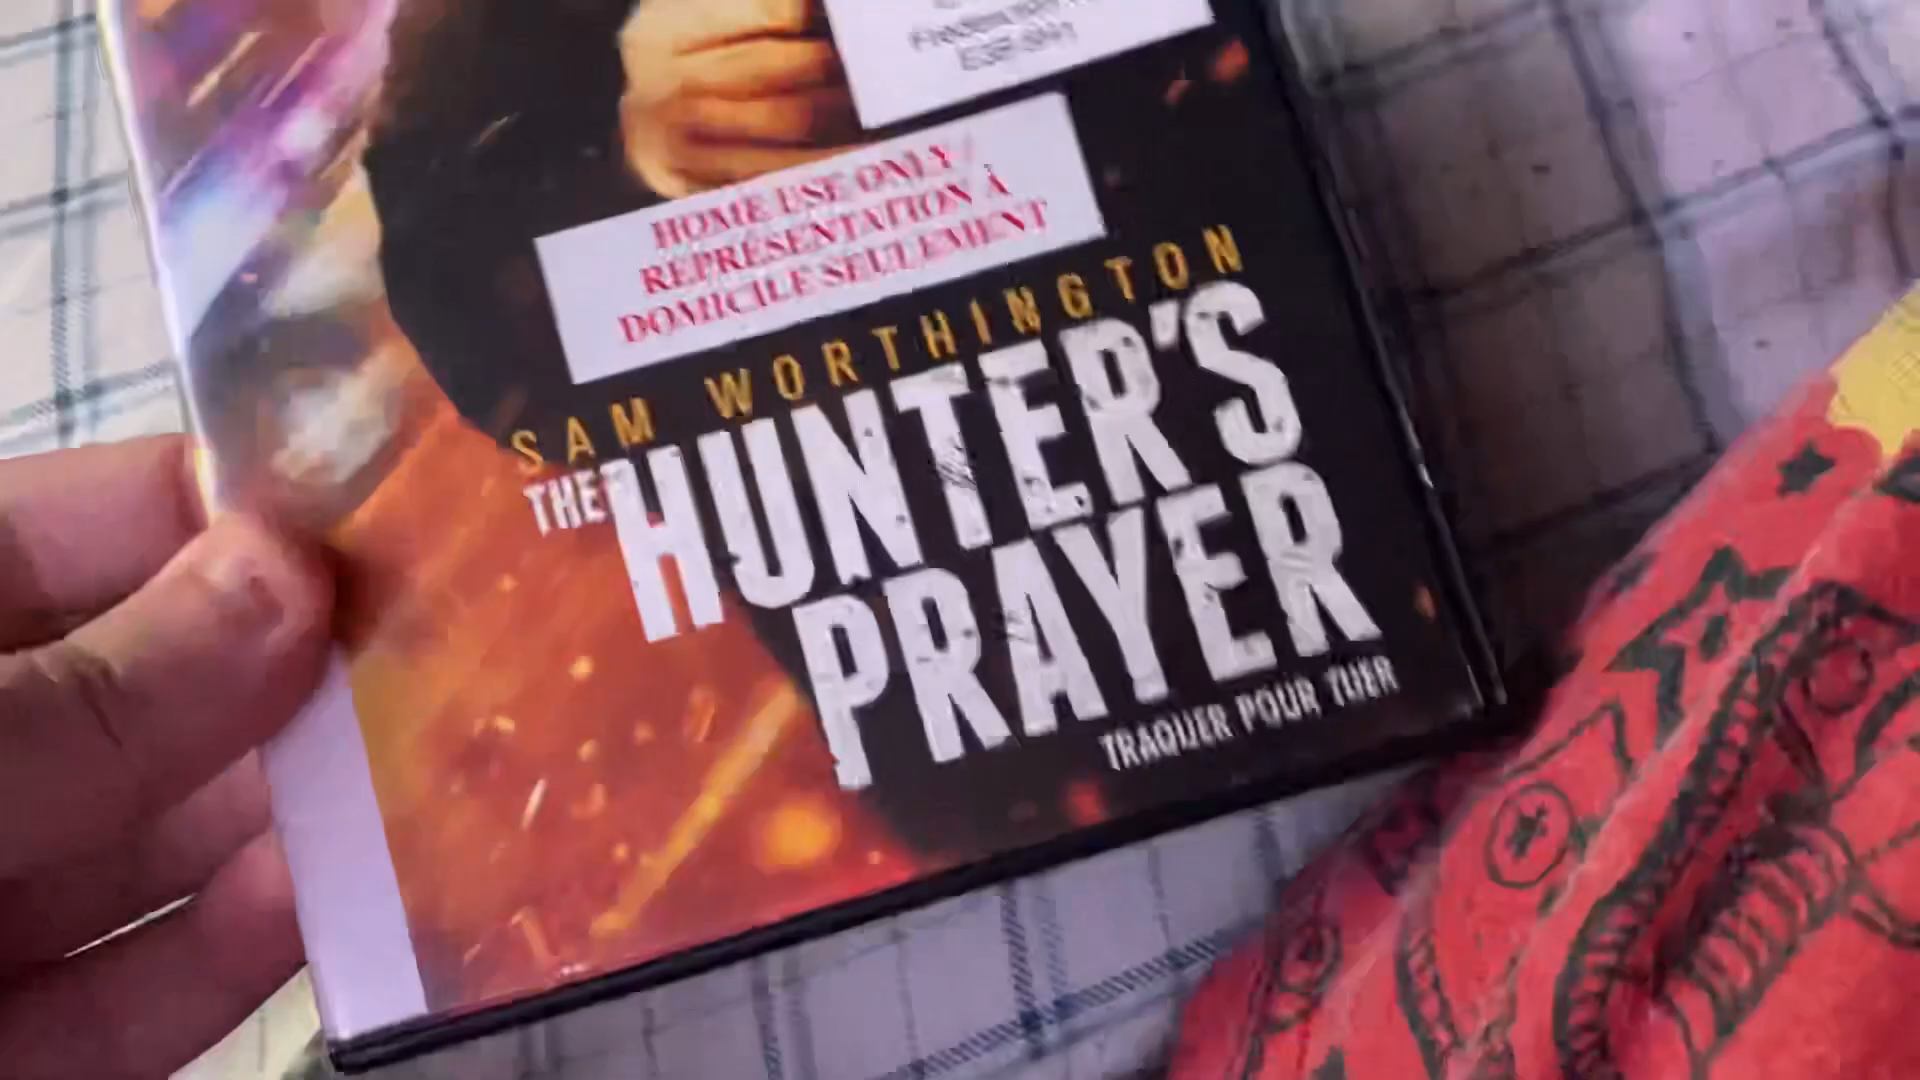 HOME USE ONLY /
REPRÉSENTATION À
DOMICILE SEULEMENT
SAM WORTHINGTON
THE HUNTER'S
PRAYER
TRAQUER POUR TUER